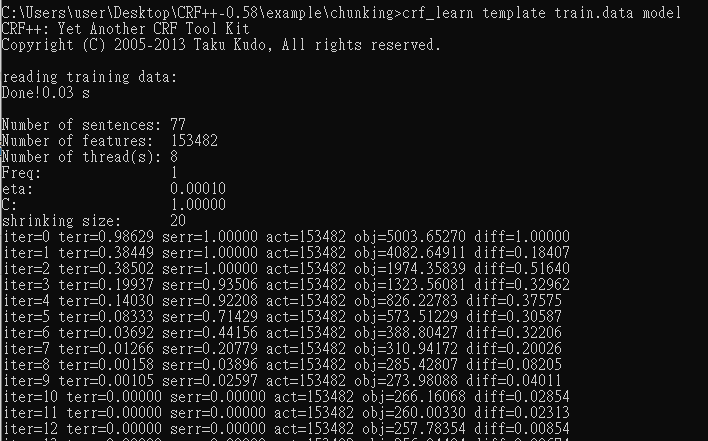 C:\Users\user\Desktop\CRF++-0.58\example\chunking>crf_learn template train.data model
CRF++: Yet Another CRF Tool Kit
Copyright (C) 2005-2013 Taku Kudo, All rights reserved.
reading training data:
Done!0.03 s
Number of sentences: 77
Number of features: 153482
Number of thread(s): 8
Freq: 1
eta: 0.00010
C: 1.00000
shrinking size: 20
iter=0 terr=0.98629 serr=1.00000 act=153482 obj=5003.65270 diff=1.00000
iter=1 terr=0.38449 serr=1.00000 act=153482 obj=4082.64911 diff=0.18407
iter=2 terr=0.38502 serr=1.00000 act=153482 obj=1974.35839 diff=0.51640
iter=3 terr=0.19937 serr=0.93506 act=153482 obj=1323.56081 diff=0.32962
iter=4 terr=0.14030 serr=0.92208 act=153482 obj=826.22783 diff=0.37575
iter=5 terr=0.08333 serr=0.71429 act=153482 obj=573.51229 diff=0.30587
iter=6 terr=0.03692 serr=0.44156 act=153482 obj=388.80427 diff=0.32206
iter=7 terr=0.01266 serr=0.20779 act=153482 obj=310.94172 diff=0.20026
iter=8 terr=0.00158 serr=0.03896 act=153482 obj=285.42807 diff=0.08205
iter=9 terr=0.00105 serr=0.02597 act=153482 obj=273.98088 diff=0.04011
iter=10 terr=0.00000 serr=0.00000 act=153482 obj=266.16068 diff=0.02854
iter=11 terr=0.00000 serr=0.00000 act=153482 obj=260.00330 diff=0.02313
iter=12 terr=0.00000 serr=0.00000 act=153482 obj=257.78354 diff=0.00854